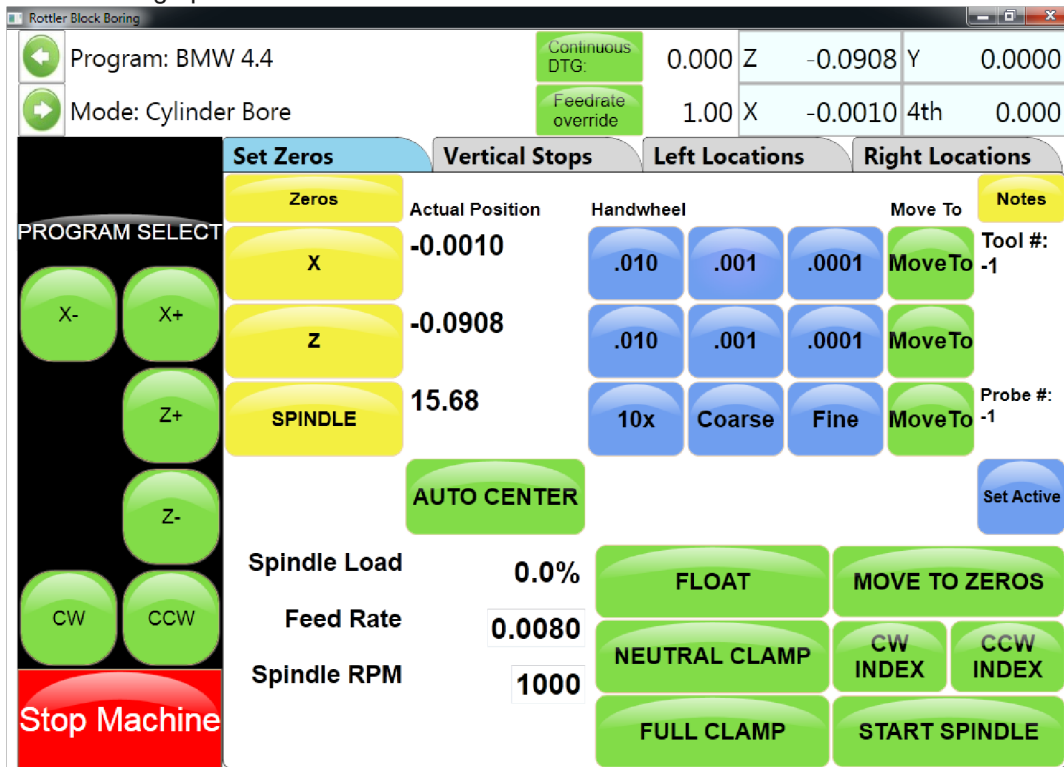 Rottler Block Boring
Program: BMW 4.4
Continuous DTG:
0.000
Z -0.0908
Y 0.0000
Mode: Cylinder Bore
Feedrate override
1.00
X -0.0010
4th 0.000
Set Zeros
Vertical Stops
Left Locations
Right Locations
PROGRAM SELECT
X-
X+
Z+
Z-
CW
CCW
Stop Machine
Zeros
Actual Position
Handwheel
Move To
Notes
X
-0.0010
.010
.001
.0001
MoveTo
Tool #:
-1
Z
-0.0908
.010
.001
.0001
MoveTo
SPINDLE
15.68
10x
Coarse
Fine
MoveTo
Probe #:
-1
AUTO CENTER
Set Active
Spindle Load
0.0%
Feed Rate
0.0080
Spindle RPM
1000
FLOAT
MOVE TO ZEROS
NEUTRAL CLAMP
CW
INDEX
CCW
INDEX
FULL CLAMP
START SPINDLE